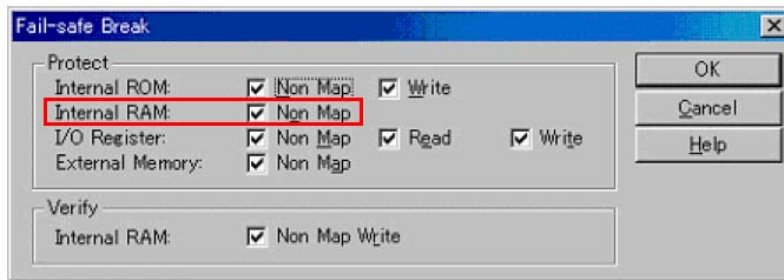 Fail-safe Break
Protect
Internal ROM: Non Map Write
Internal RAM: Non Map
I/O Register: Non Map Read Write
External Memory: Non Map
Verify
Internal RAM: Non Map Write
OK
Cancel
Help